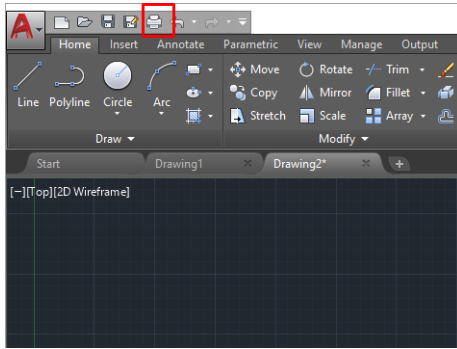 A
Home Insert Annotate Parametric View Manage Output
Line Polyline Circle Arc
Move Rotate Trim
Copy Mirror Fillet
Stretch Scale Array
Draw Modify
Start Drawing1 Drawing2*
[−][Top][2D Wireframe]